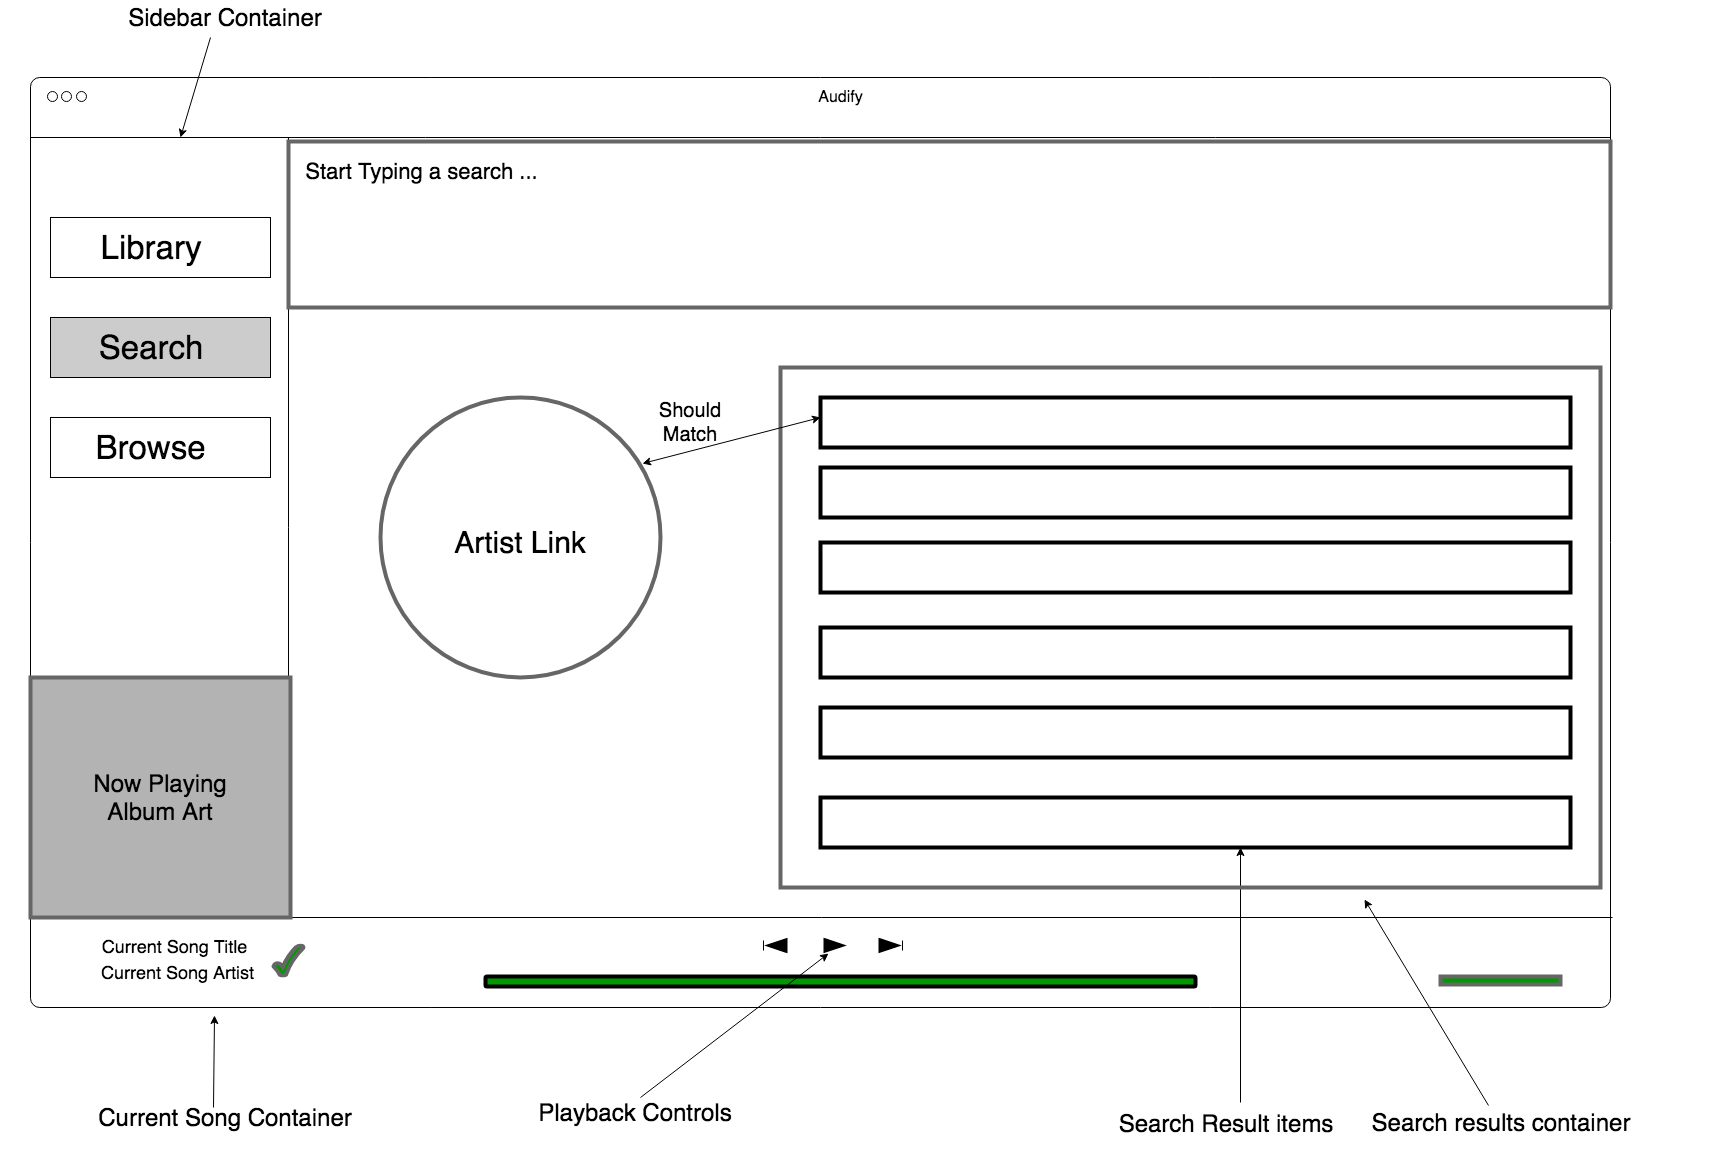 Sidebar Container
Audify
Start Typing a search ...
Library
Search
Browse
Should
Match
Artist Link
Now Playing
Album Art
Current Song Title
Current Song Artist
Current Song Container
Playback Controls
Search Result items
Search results container